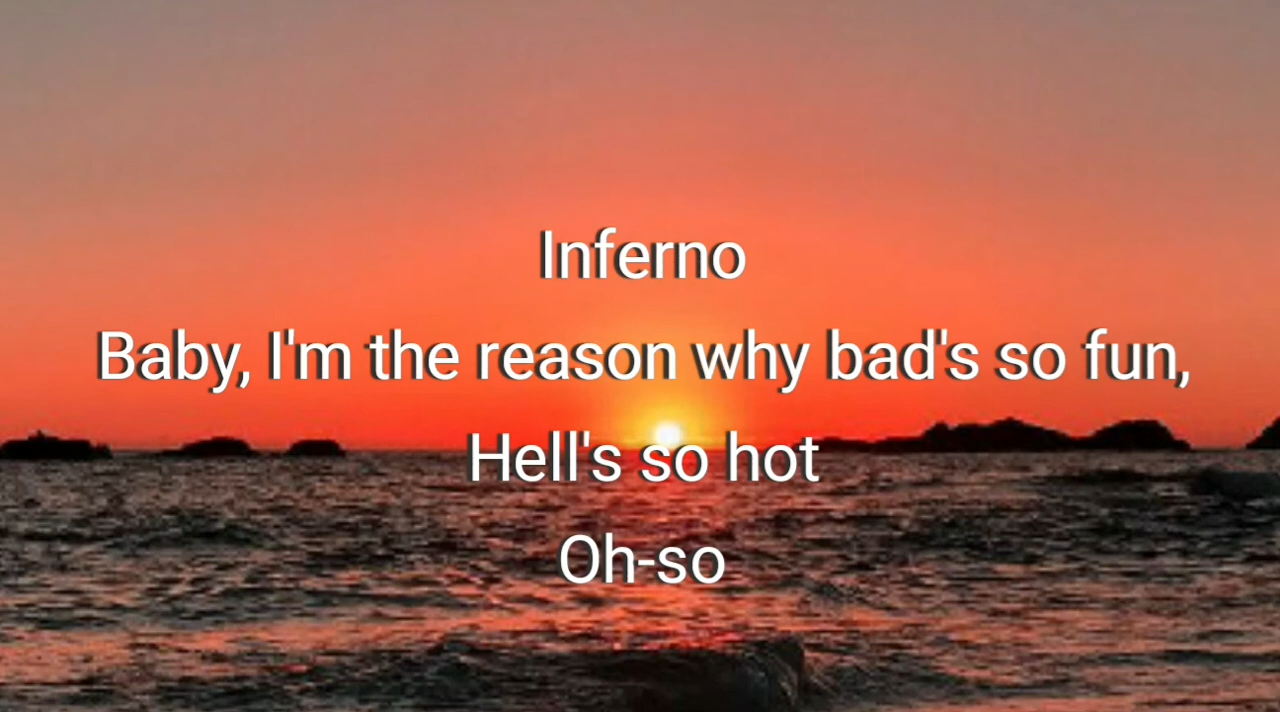 Inferno
Baby, I'm the reason why bad's so fun,
Hell's so hot
Oh-so